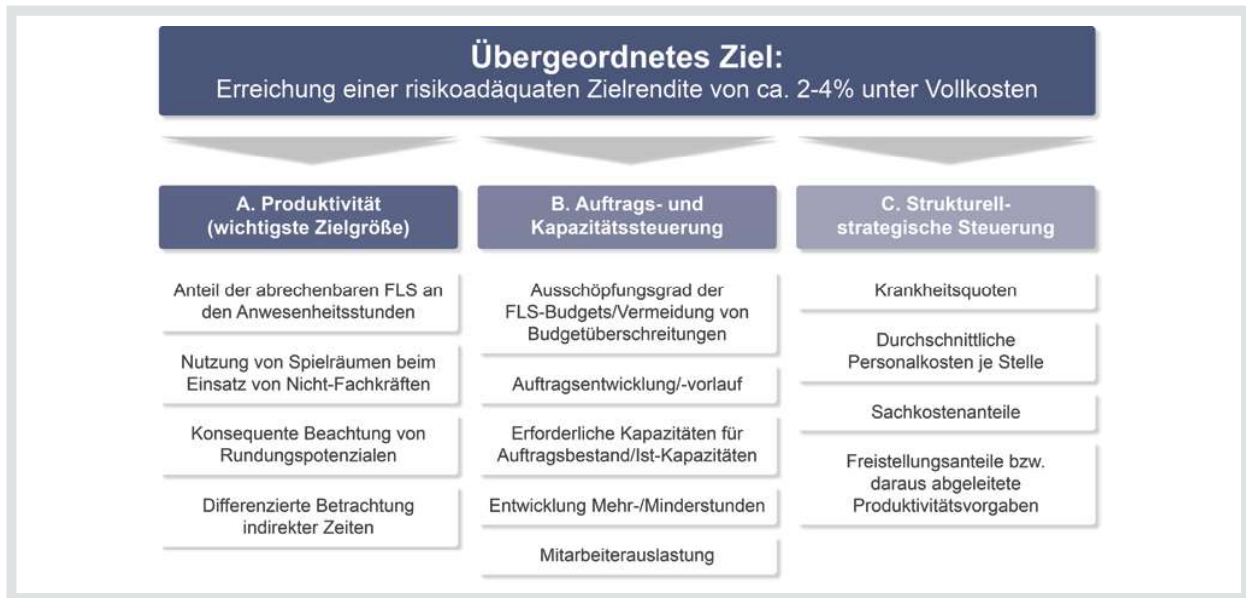 Übergeordnetes Ziel:
Erreichung einer risikoadäquaten Zielrendite von ca. 2-4% unter Vollkosten
A. Produktivität
(wichtigste Zielgröße)
Anteil der abrechenbaren FLS an
den Anwesenheitsstunden
Nutzung von Spielräumen beim
Einsatz von Nicht-Fachkräften
Konsequente Beachtung von
Rundungspotenzialen
Differenzierte Betrachtung
indirekter Zeiten
B. Auftrags- und
Kapazitätssteuerung
Ausschöpfungsgrad der
FLS-Budgets/Vermeidung von
Budgetüberschreitungen
Auftragsentwicklung/-vorlauf
Erforderliche Kapazitäten für
Auftragsbestand/Ist-Kapazitäten
Entwicklung Mehr-/Minderstunden
Mitarbeiterauslastung
C. Strukturell-
strategische Steuerung
Krankheitsquoten
Durchschnittliche
Personalkosten je Stelle
Sachkostenanteile
Freistellungsanteile bzw.
daraus abgeleitete
Produktivitätsvorgaben